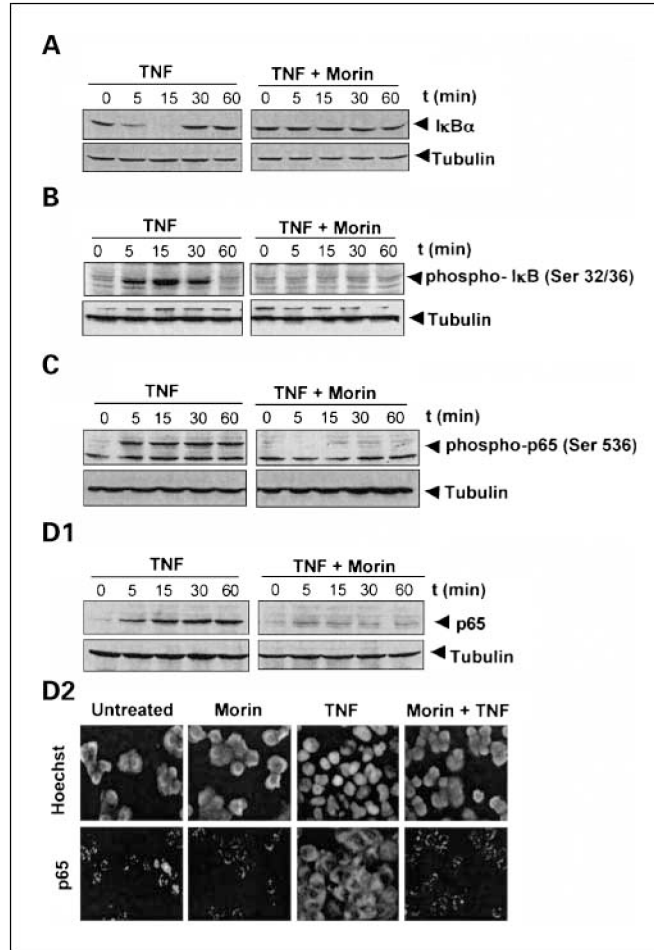 A
TNF TNF + Morin
0 5 15 30 60 0 5 15 30 60 t (min)
IκBα
Tubulin
B
TNF TNF + Morin
0 5 15 30 60 0 5 15 30 60 t (min)
phospho- IκB (Ser 32/36)
Tubulin
C
TNF TNF + Morin
0 5 15 30 60 0 5 15 30 60 t (min)
phospho-p65 (Ser 536)
Tubulin
D1
TNF TNF + Morin
0 5 15 30 60 0 5 15 30 60 t (min)
p65
Tubulin
D2
Untreated Morin TNF Morin + TNF
Hoechst
p65